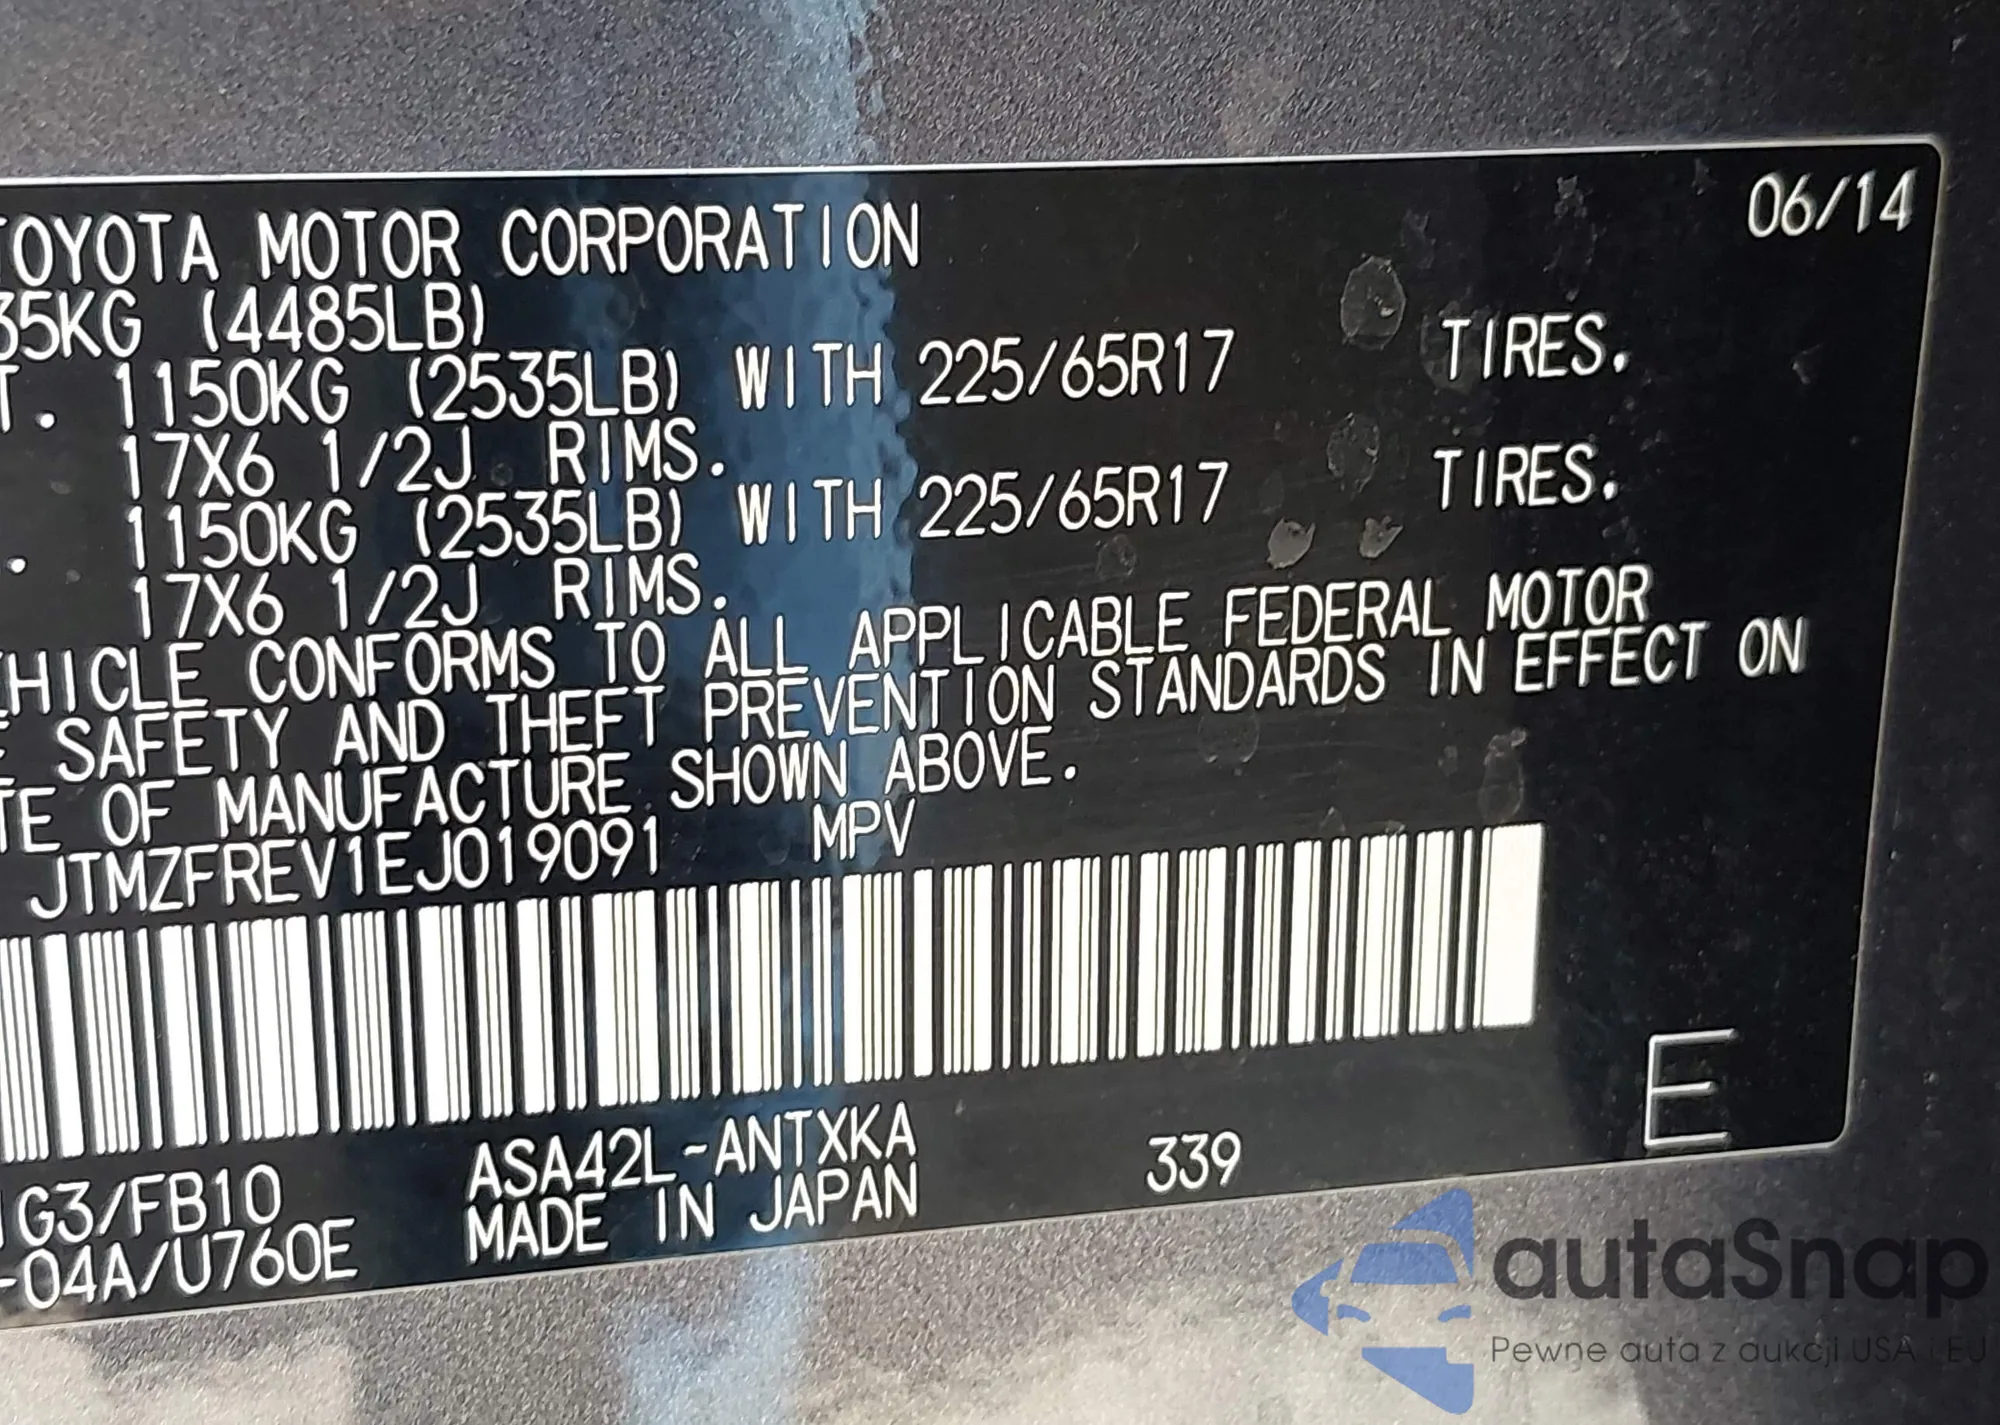 06/14
TOYOTA MOTOR CORPORATION
35KG (4485LB)
T. 1150KG (2535LB) WITH 225/65R17 TIRES.
17X6 1/2J RIMS.
. 1150KG (2535LB) WITH 225/65R17 TIRES.
17X6 1/2J RIMS.
EHICLE CONFORMS TO ALL APPLICABLE FEDERAL MOTOR
E SAFETY AND THEFT PREVENTION STANDARDS IN EFFECT ON
TE OF MANUFACTURE SHOWN ABOVE.
JTMZFREV1EJ019091 MPV
1G3/FB10 ASA42L-ANTXKA 339 E
-04A/U760E MADE IN JAPAN
autaSnap
Pewne auta z aukcji USA i EU